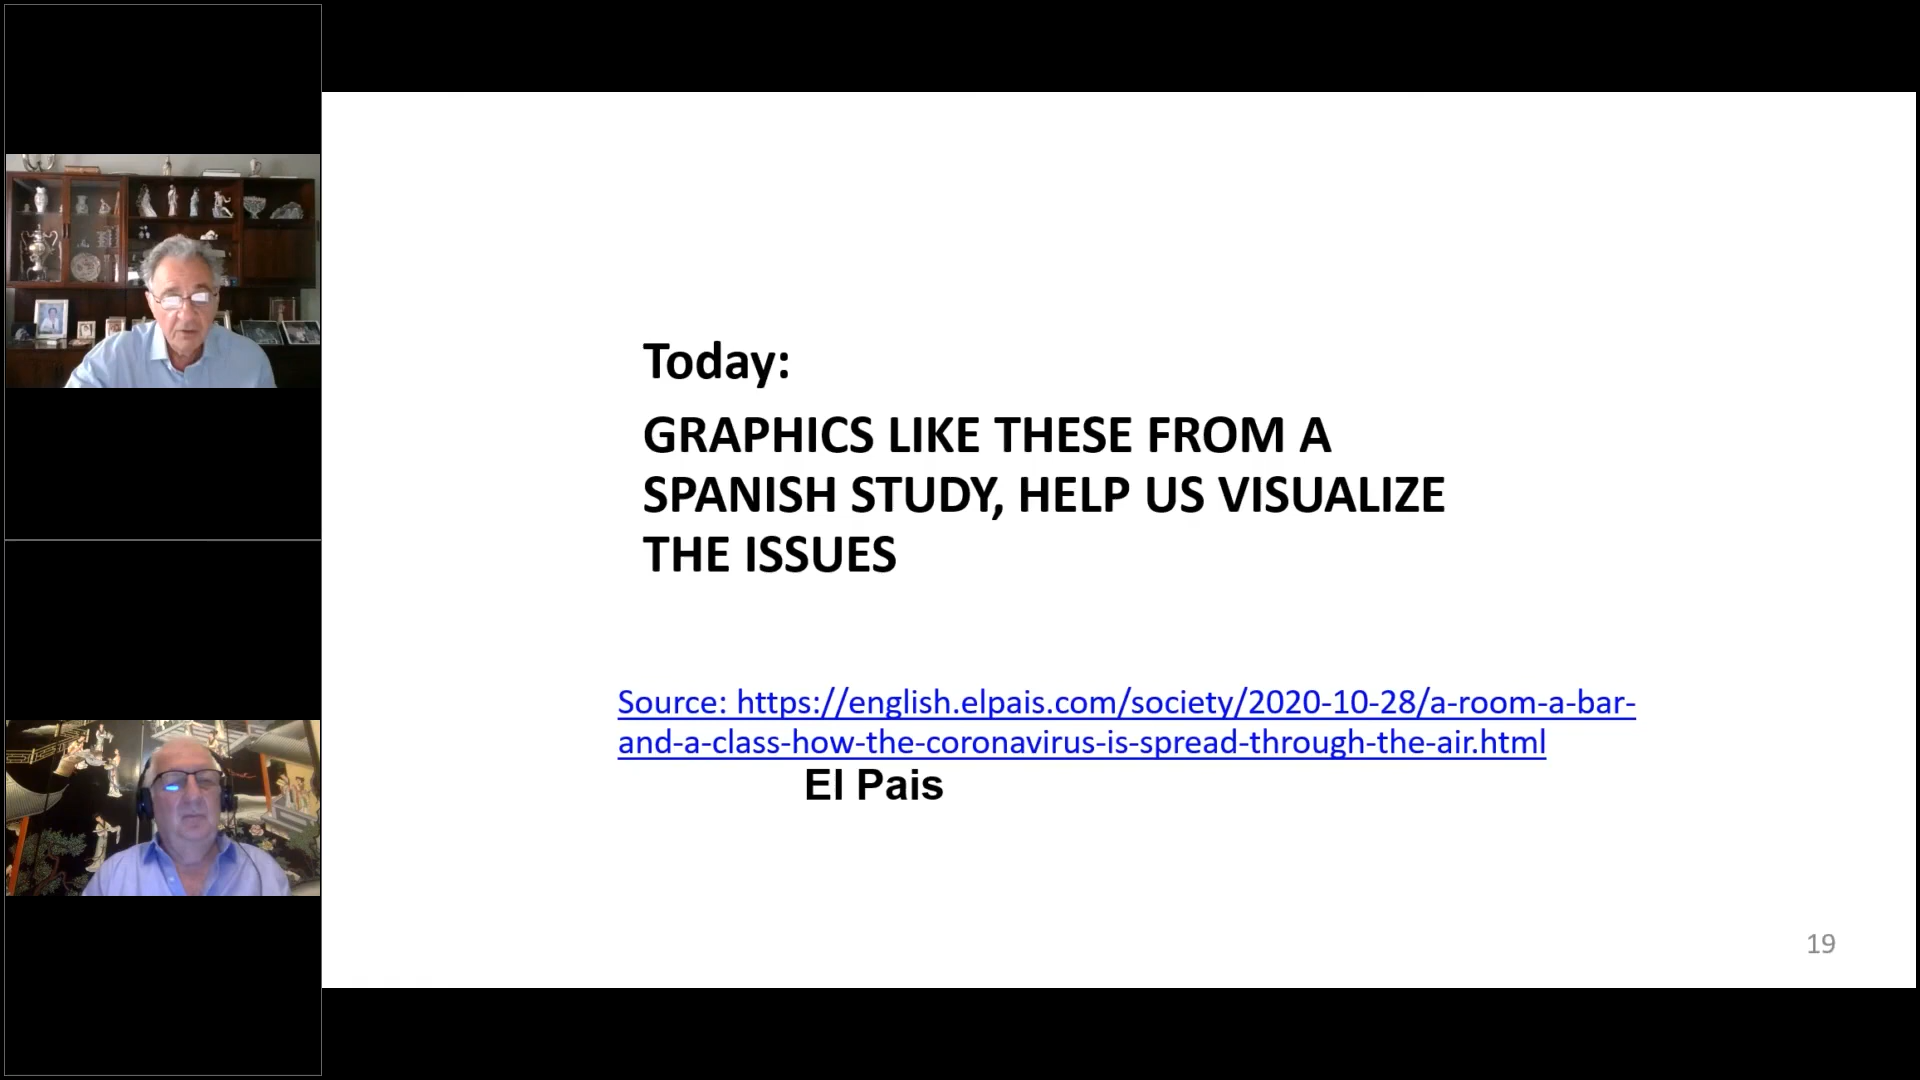 Today:
GRAPHICS LIKE THESE FROM A
SPANISH STUDY, HELP US VISUALIZE
THE ISSUES
Source: https://english.elpais.com/society/2020-10-28/a-room-a-bar-
and-a-class-how-the-coronavirus-is-spread-through-the-air.html
El Pais
19